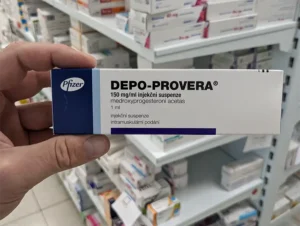 Pfizer
DEPO-PROVERA®
150 mg/ml injekční suspenze
medroxyprogesteroni acetas
1 ml
injekční suspenze
intramuskulární podání